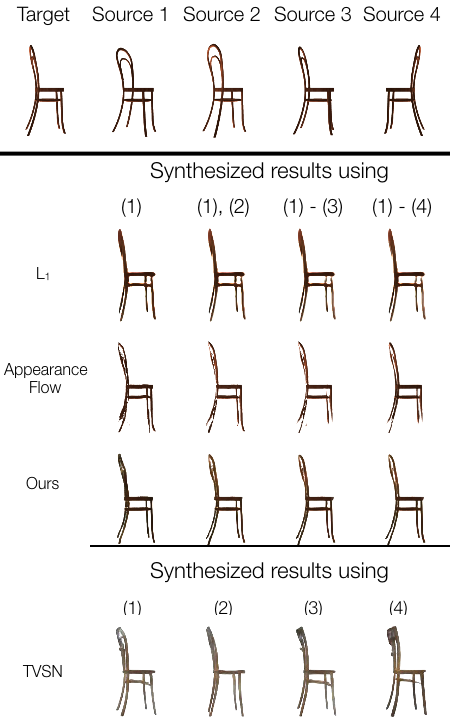 Target Source 1 Source 2 Source 3 Source 4
Synthesized results using
(1) (1), (2) (1) - (3) (1) - (4)
L₁
Appearance
Flow
Ours
Synthesized results using
(1) (2) (3) (4)
TVSN